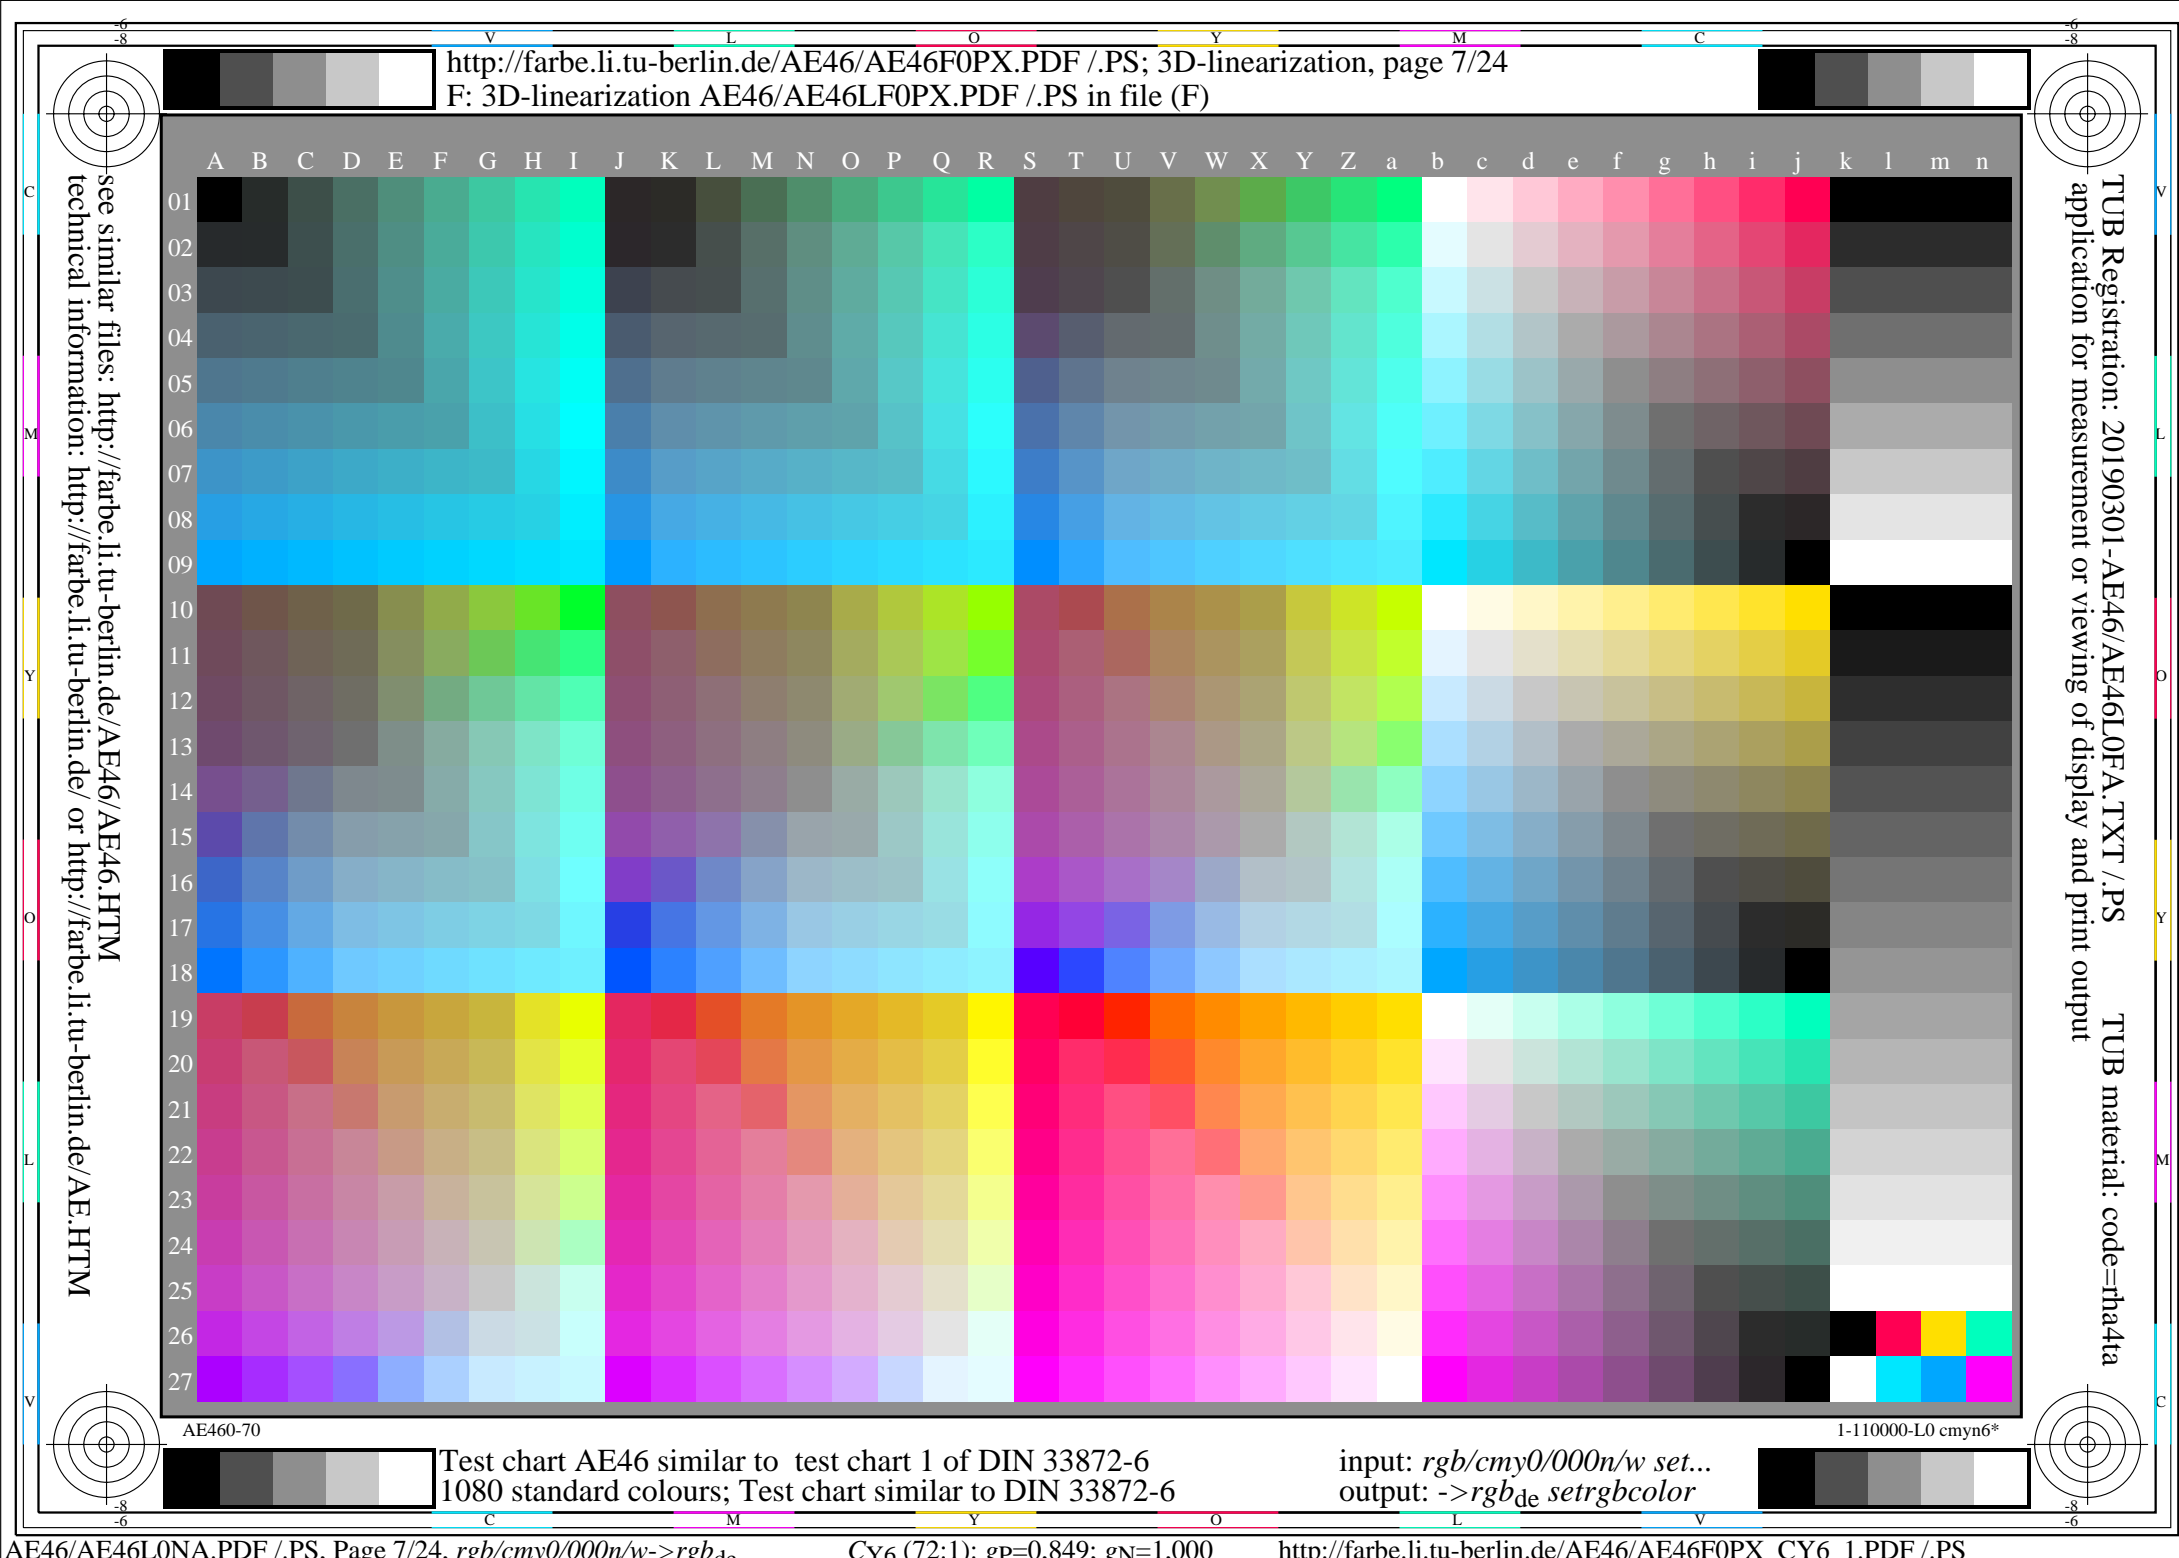 -6
-8
-6
-8
V L O Y M C
http://farbe.li.tu-berlin.de/AE46/AE46F0PX.PDF /.PS; 3D-linearization, page 7/24
F: 3D-linearization AE46/AE46LF0PX.PDF /.PS in file (F)
A B C D E F G H I J K L M N O P Q R S T U V W X Y Z a b c d e f g h i j k l m n
01
02
03
04
05
06
07
08
09
10
11
12
13
14
15
16
17
18
19
20
21
22
23
24
25
26
27
C
M
Y
O
L
V
see similar files: http://farbe.li.tu-berlin.de/AE46/AE46.HTM
technical information: http://farbe.li.tu-berlin.de/ or http://farbe.li.tu-berlin.de/AE.HTM
TUB Registration: 20190301-AE46/AE46L0FA.TXT /.PS TUB material: code=rha4ta
application for measurement or viewing of display and print output
V
L
O
Y
M
C
AE460-70
1-110000-L0 cmyn6*
Test chart AE46 similar to test chart 1 of DIN 33872-6
1080 standard colours; Test chart similar to DIN 33872-6
input: rgb/cmy0/000n/w set...
output: ->rgbde setrgbcolor
-8
-6
-8
-6
C M Y O L V
AE46/AE46L0NA.PDF /.PS, Page 7/24, rgb/cmy0/000n/w->rgbde CY6 (72:1): gP=0.849; gN=1.000 http://farbe.li.tu-berlin.de/AE46/AE46F0PX_CY6_1.PDF /.PS